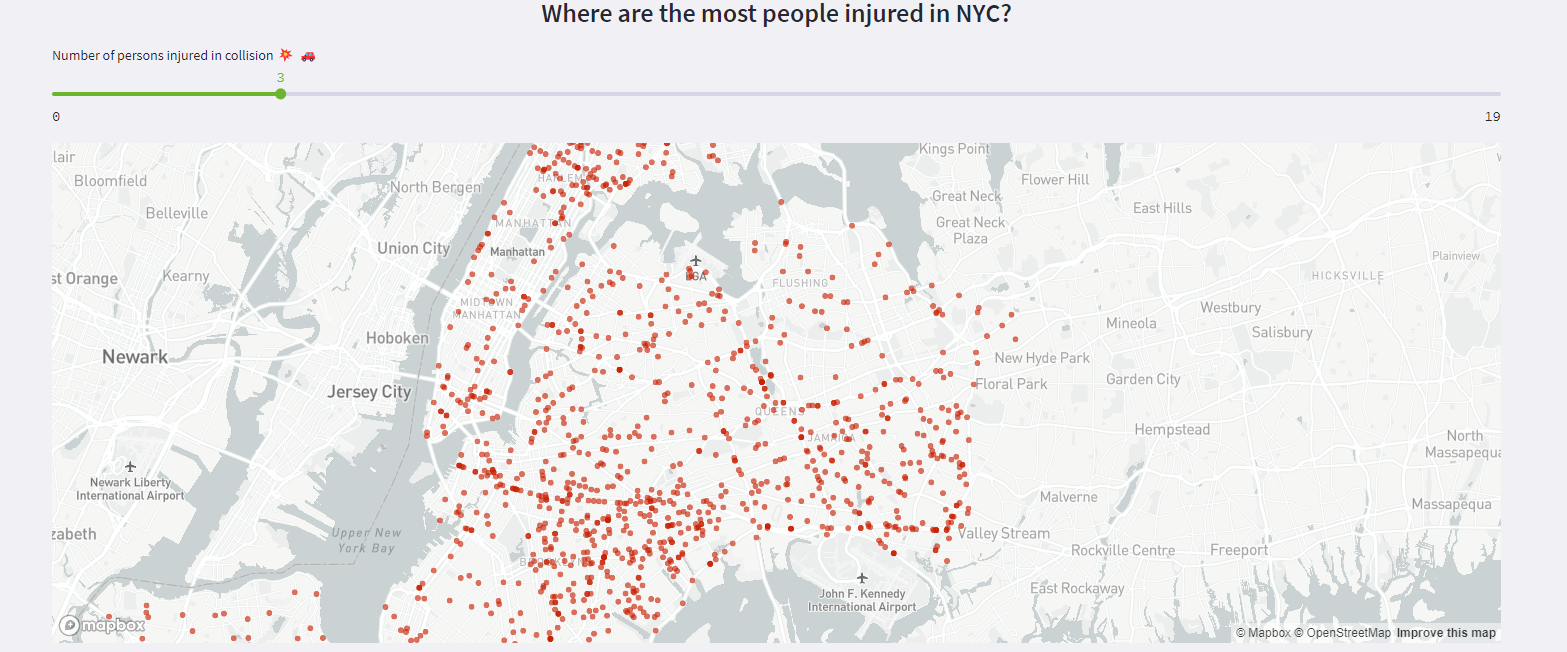 Where are the most people injured in NYC?
Number of persons injured in collision 💥 🚗
3
0
19
lair
Kings Point
Bloomfield
North Bergen
HARLEM
Flower Hill
Great Neck
Belleville
MANHATTAN
East Hills
Great Neck
Plaza
Union City
Manhattan
Plainview
st Orange
Kearny
LGA
FLUSHING
HICKSVILLE
MIDTOWN
MANHATTAN
Westbury
Mineola
Salisbury
Hoboken
Newark
New Hyde Park
Jersey City
Floral Park
Garden City
QUEENS
Hempstead
JAMAICA
North
Massapequa
Newark Liberty
International Airport
Malverne
Massapequa
zabeth
Upper New
York Bay
Valley Stream
Rockville Centre
Freeport
BROOKLYN
John F. Kennedy
International Airport
East Rockaway
mapbox
© Mapbox © OpenStreetMap Improve this map